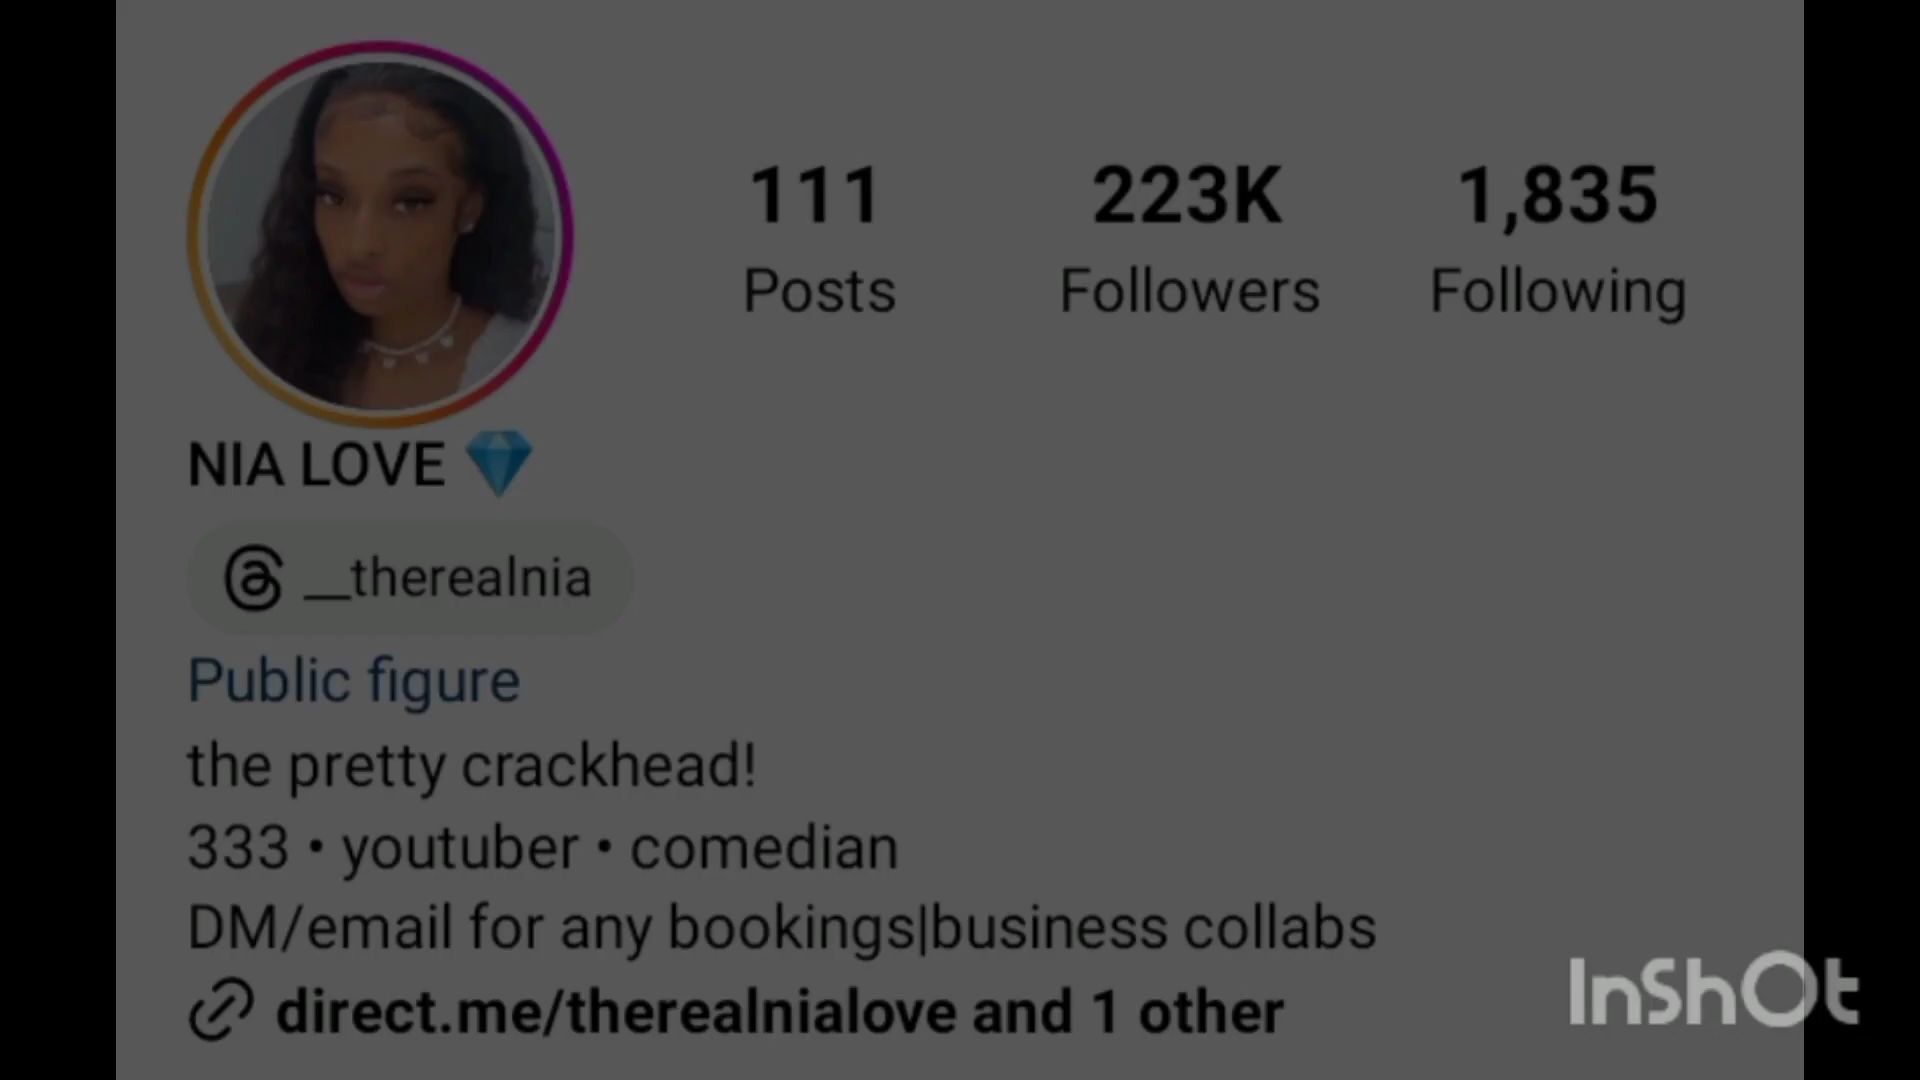 111 223K 1,835
Posts Followers Following
NIA LOVE 💎
__therealnia
Public figure
the pretty crackhead!
333 • youtuber • comedian
DM/email for any bookings|business collabs
direct.me/therealnialove and 1 other
InShOt